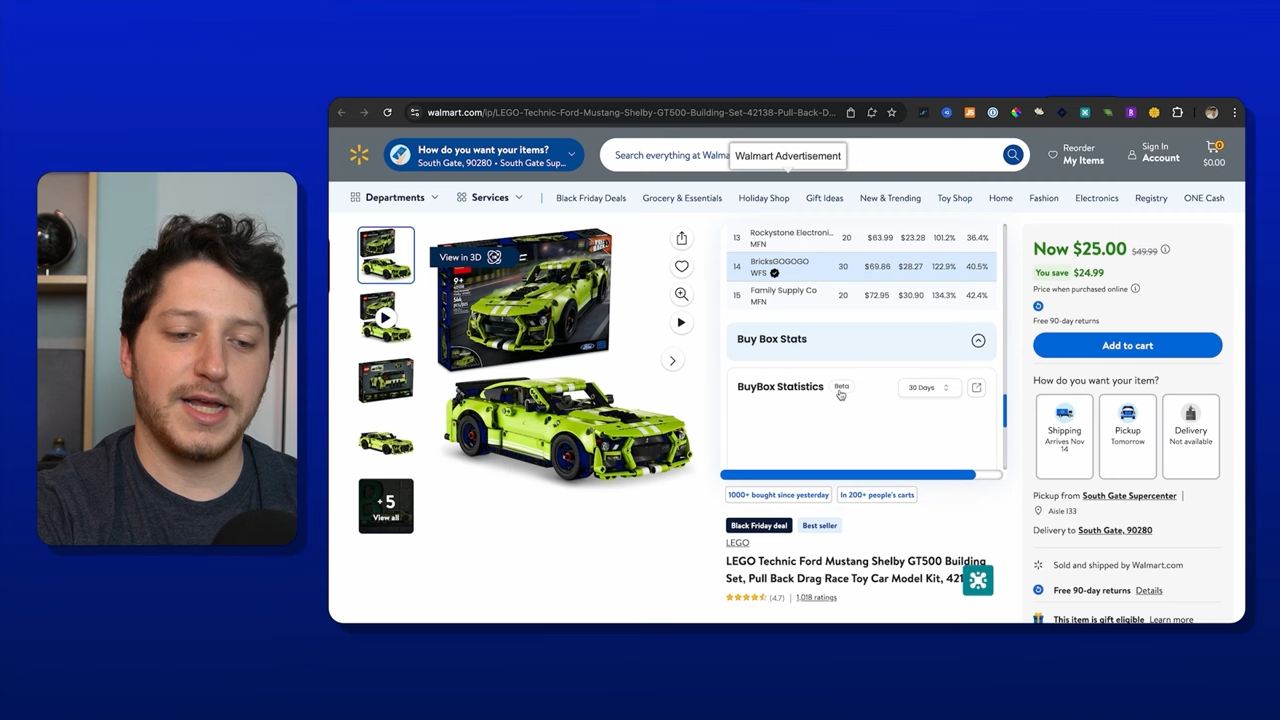 walmart.com/ip/LEGO-Technic-Ford-Mustang-Shelby-GT500-Building-Set-42138-Pull-Back-D...
How do you want your items?
South Gate, 90280 • South Gate Sup...
Search everything at Walma
Walmart Advertisement
Reorder
My Items
Sign In
Account
0
$0.00
Departments
Services
Black Friday Deals
Grocery & Essentials
Holiday Shop
Gift Ideas
New & Trending
Toy Shop
Home
Fashion
Electronics
Registry
ONE Cash
View in 3D
9+
+5
View all
13 Rockystone Electroni... 20 $63.99 $23.28 101.2% 36.4%
MFN
14 BricksGOGOGO 30 $69.86 $28.27 122.9% 40.5%
WFS
15 Family Supply Co 20 $72.95 $30.90 134.3% 42.4%
MFN
Buy Box Stats
BuyBox Statistics Beta 30 Days
1000+ bought since yesterday
In 200+ people's carts
Black Friday deal
Best seller
LEGO
LEGO Technic Ford Mustang Shelby GT500 Building
Set, Pull Back Drag Race Toy Car Model Kit, 421
(4.7) | 1,018 ratings
Now $25.00 $49.99
You save $24.99
Price when purchased online
Free 90-day returns
Add to cart
How do you want your item?
Shipping
Arrives Nov
14
Pickup
Tomorrow
Delivery
Not available
Pickup from South Gate Supercenter |
Aisle I33
Delivery to South Gate, 90280
Sold and shipped by Walmart.com
Free 90-day returns Details
This item is gift eligible Learn more